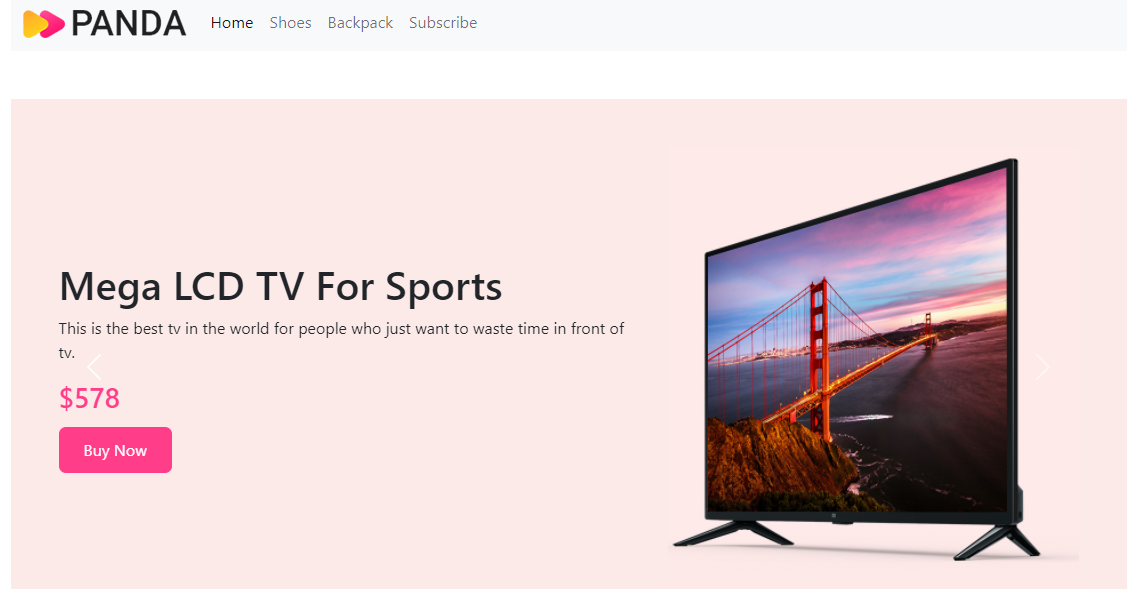 PANDA Home Shoes Backpack Subscribe
Mega LCD TV For Sports
This is the best tv in the world for people who just want to waste time in front of
tv.
$578
Buy Now